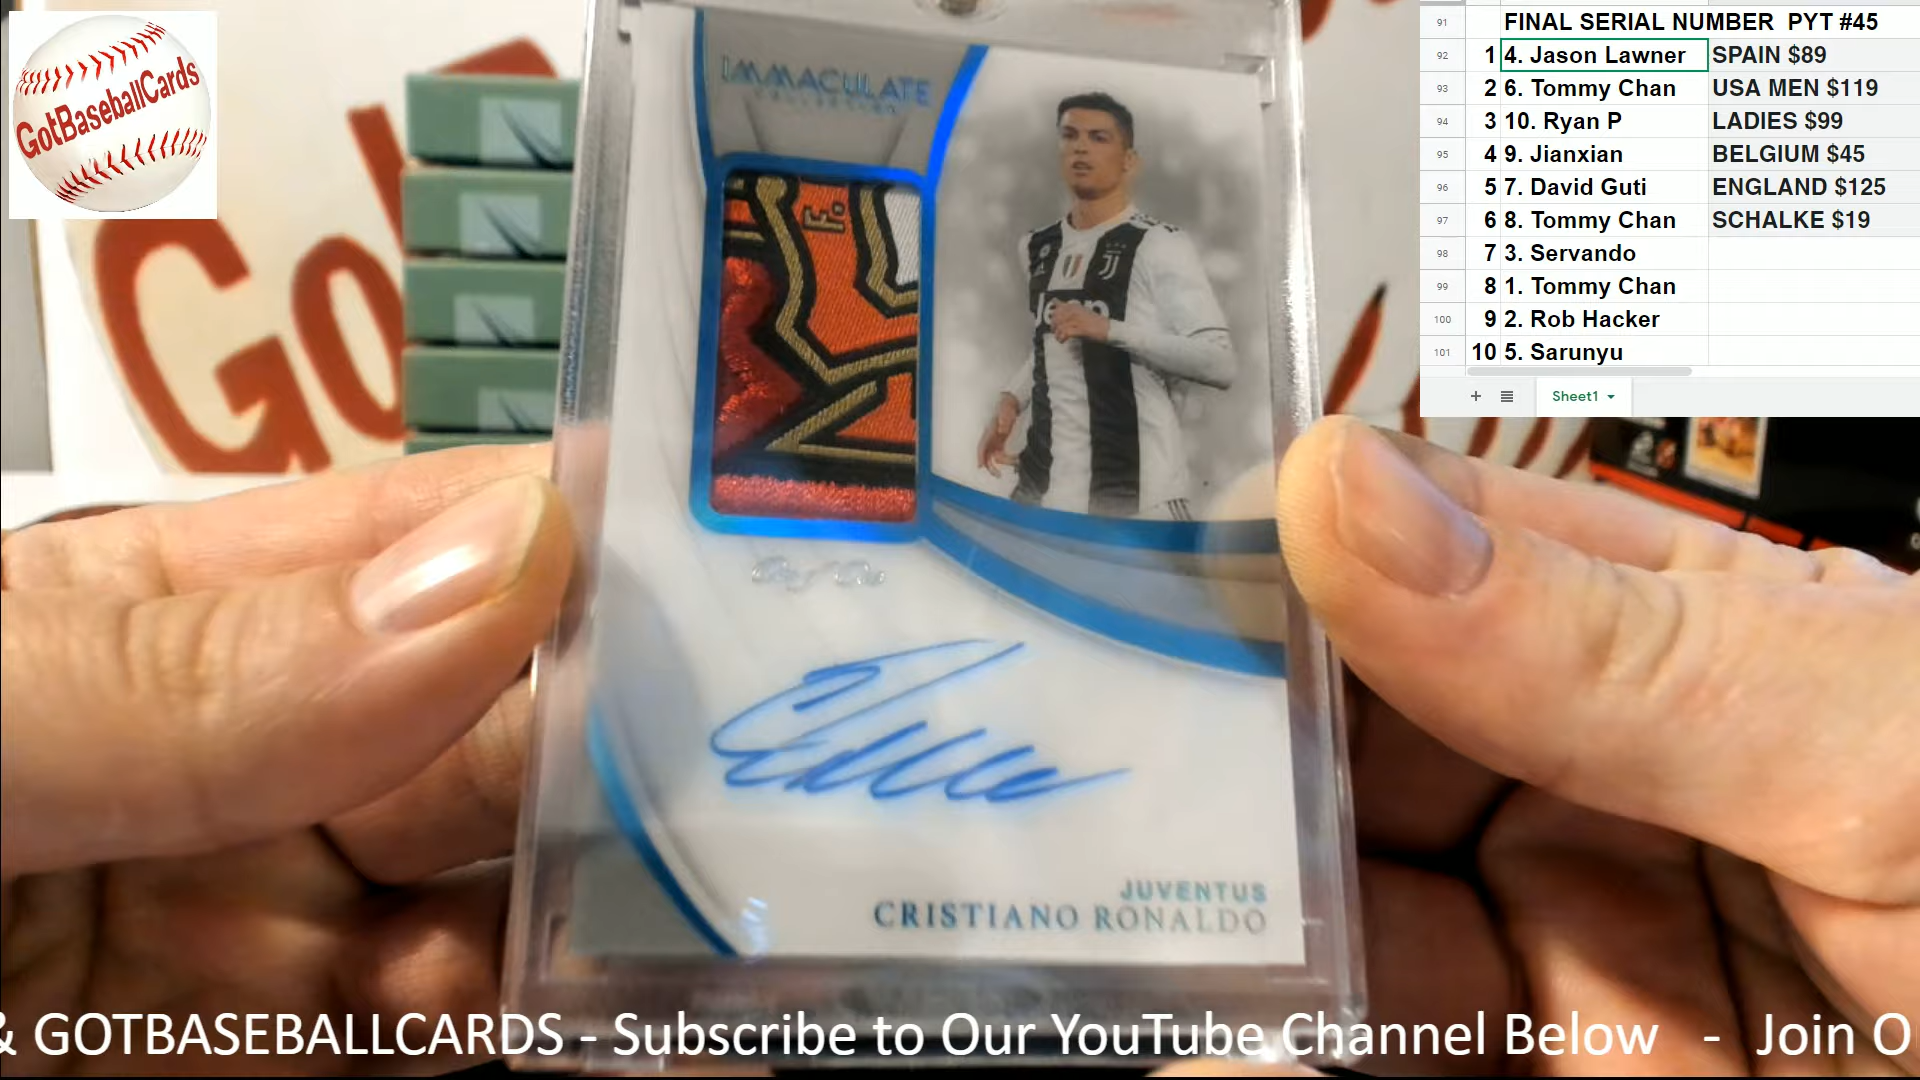 GotBaseballCards
IMMACULATE
COLLECTION
F.
Jeep
One / One
JUVENTUS
CRISTIANO RONALDO
91 FINAL SERIAL NUMBER PYT #45
92 1 4. Jason Lawner SPAIN $89
93 2 6. Tommy Chan USA MEN $119
94 3 10. Ryan P LADIES $99
95 4 9. Jianxian BELGIUM $45
96 5 7. David Guti ENGLAND $125
97 6 8. Tommy Chan SCHALKE $19
98 7 3. Servando
99 8 1. Tommy Chan
100 9 2. Rob Hacker
101 10 5. Sarunyu
+ Sheet1
& GOTBASEBALLCARDS - Subscribe to Our YouTube Channel Below - Join O